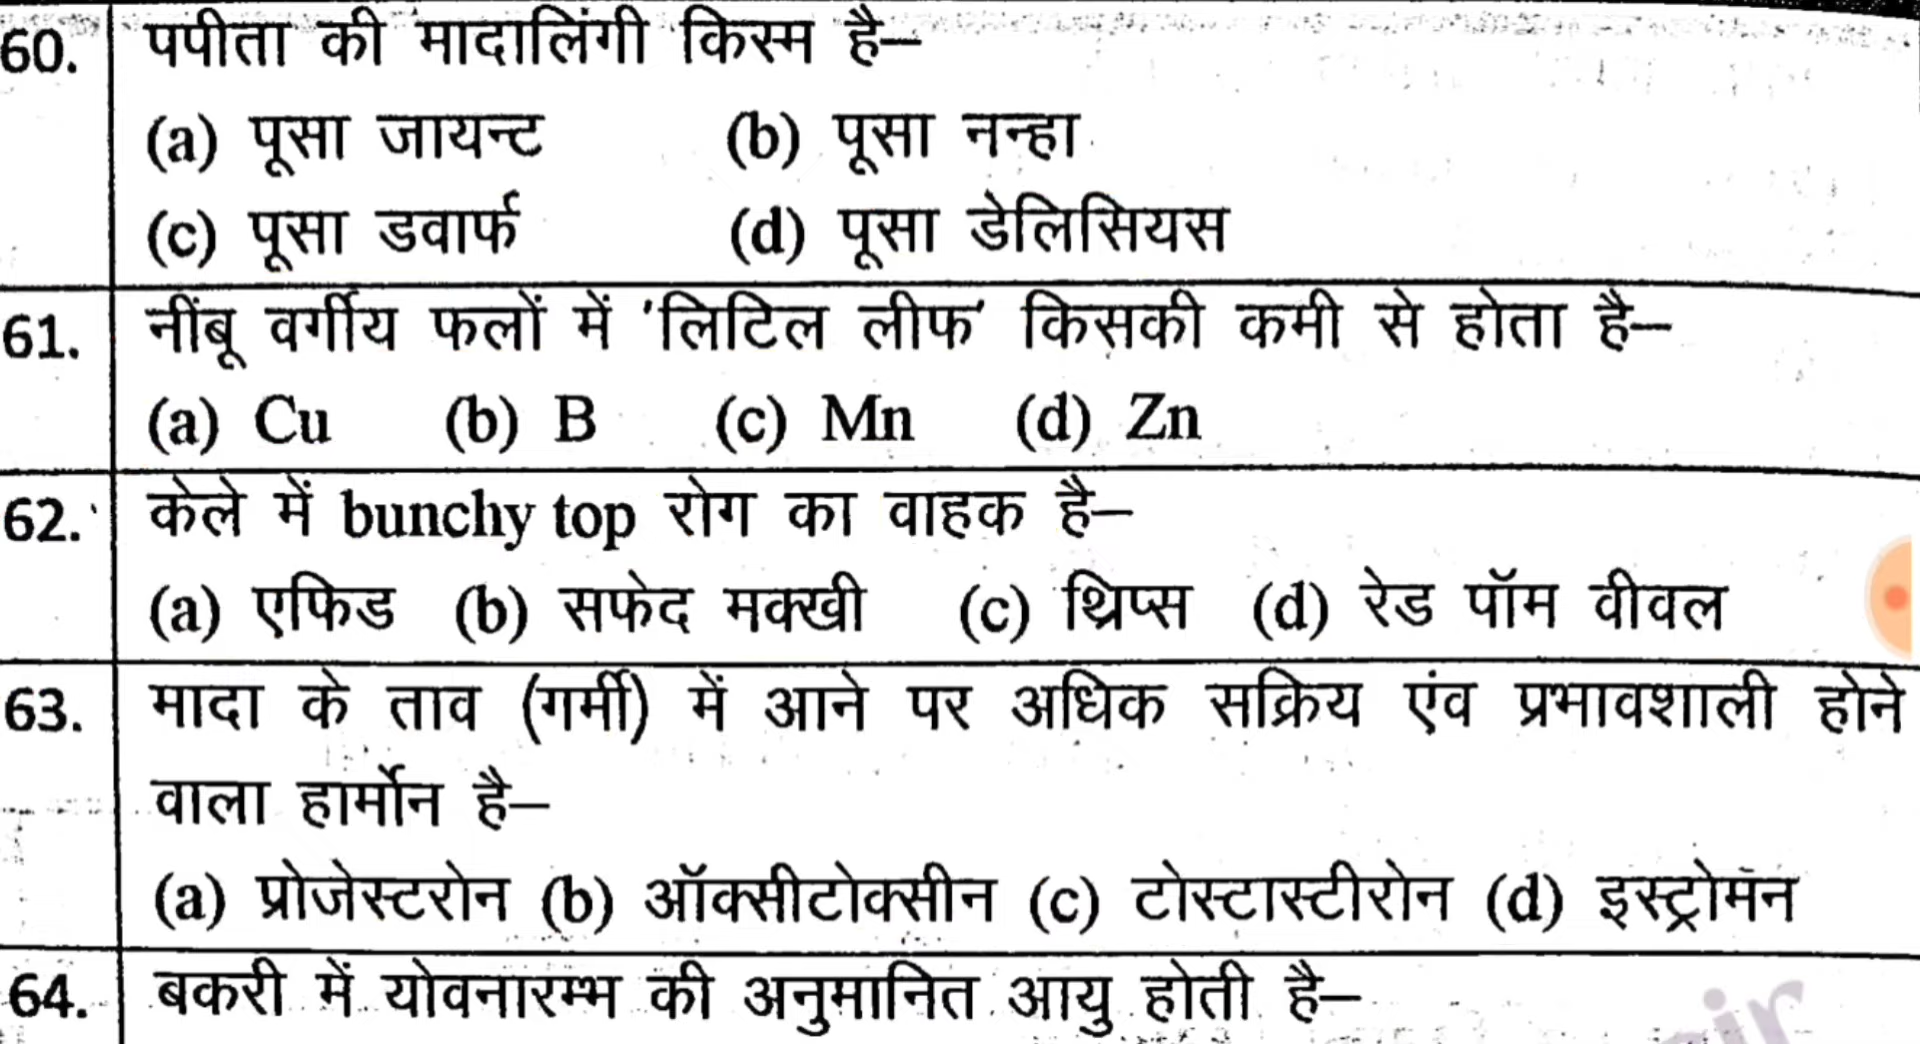 60. पपीता की मादालिंगी किस्म है–
(a) पूसा जायन्ट (b) पूसा नन्हा
(c) पूसा डवार्फ (d) पूसा डेलिसियस
61. नींबू वर्गीय फलों में 'लिटिल लीफ' किसकी कमी से होता है–
(a) Cu (b) B (c) Mn (d) Zn
62. केले में bunchy top रोग का वाहक है–
(a) एफिड (b) सफेद मक्खी (c) थ्रिप्स (d) रेड पॉम वीवल
63. मादा के ताव (गर्मी) में आने पर अधिक सक्रिय एंव प्रभावशाली होने
वाला हार्मोन है–
(a) प्रोजेस्टरोन (b) ऑक्सीटोक्सीन (c) टोस्टास्टीरोन (d) इस्ट्रोमन
64. बकरी में योवनारम्भ की अनुमानित आयु होती है–